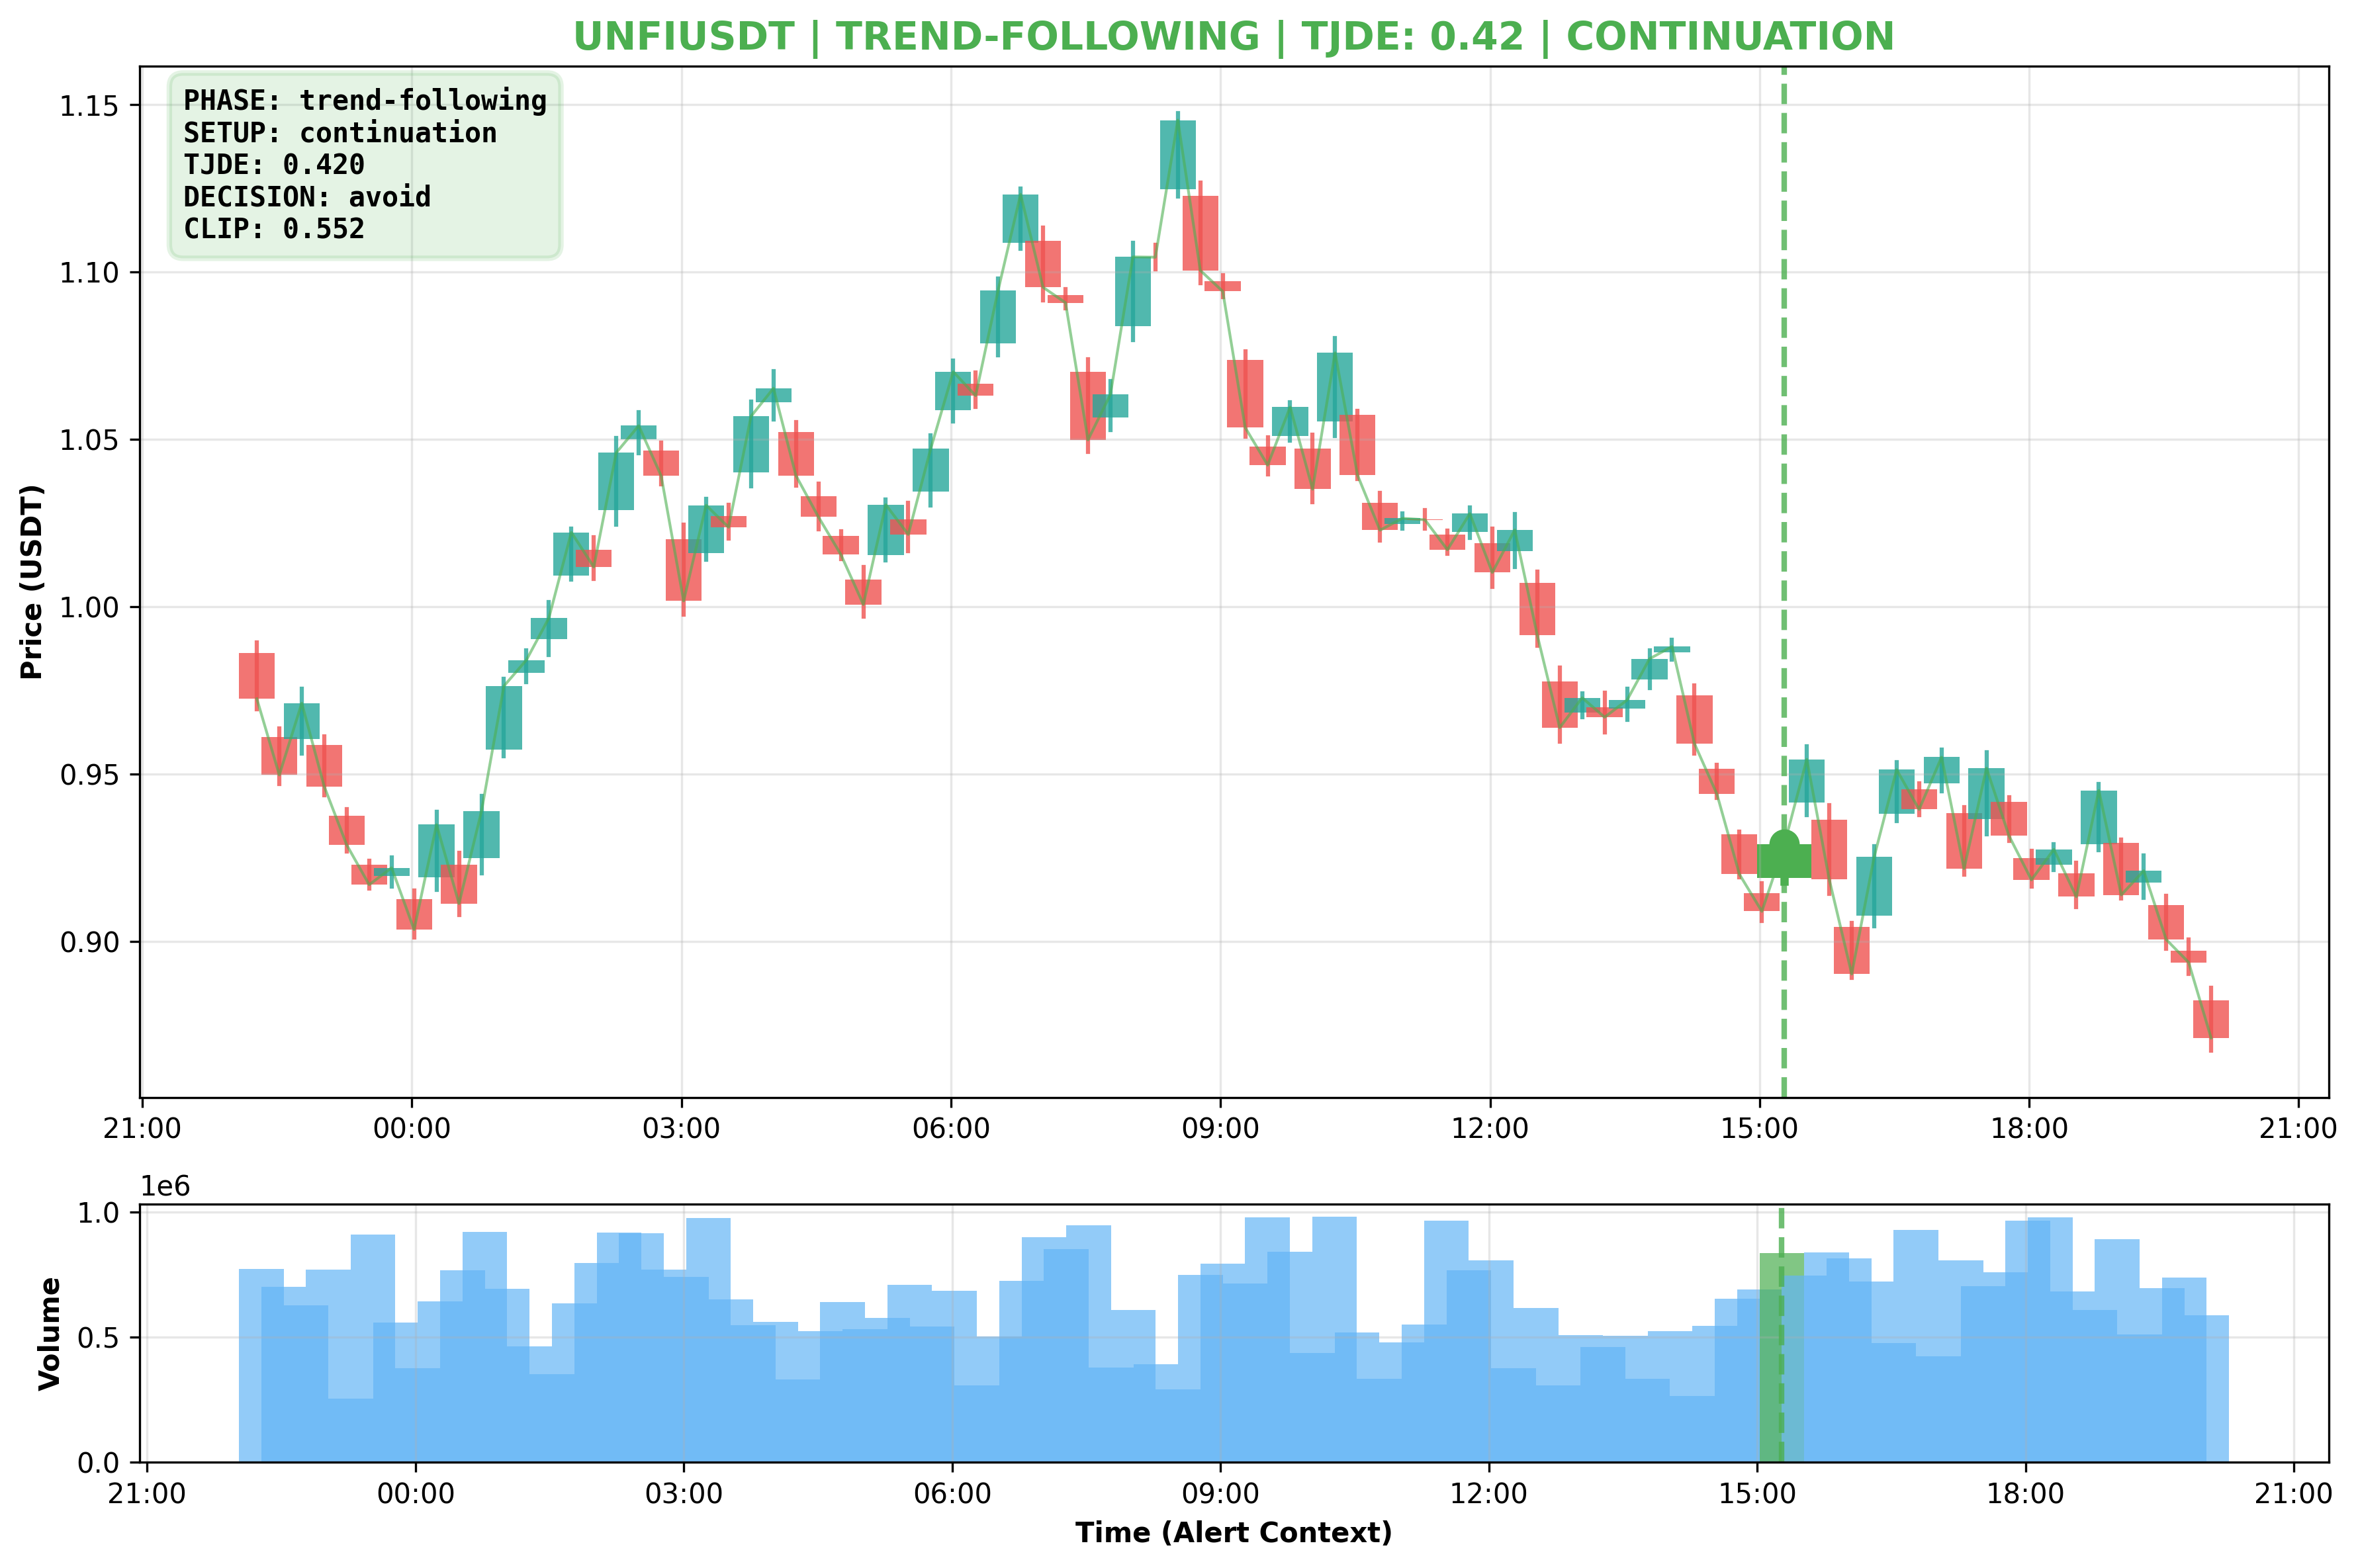 UNFIUSDT | TREND-FOLLOWING | TJDE: 0.42 | CONTINUATION
PHASE: trend-following
SETUP: continuation
TJDE: 0.420
DECISION: avoid
CLIP: 0.552
Price (USDT)
1.15
1.10
1.05
1.00
0.95
0.90
21:00 00:00 03:00 06:00 09:00 12:00 15:00 18:00 21:00
1e6
Volume
1.0
0.5
0.0
21:00 00:00 03:00 06:00 09:00 12:00 15:00 18:00 21:00
Time (Alert Context)